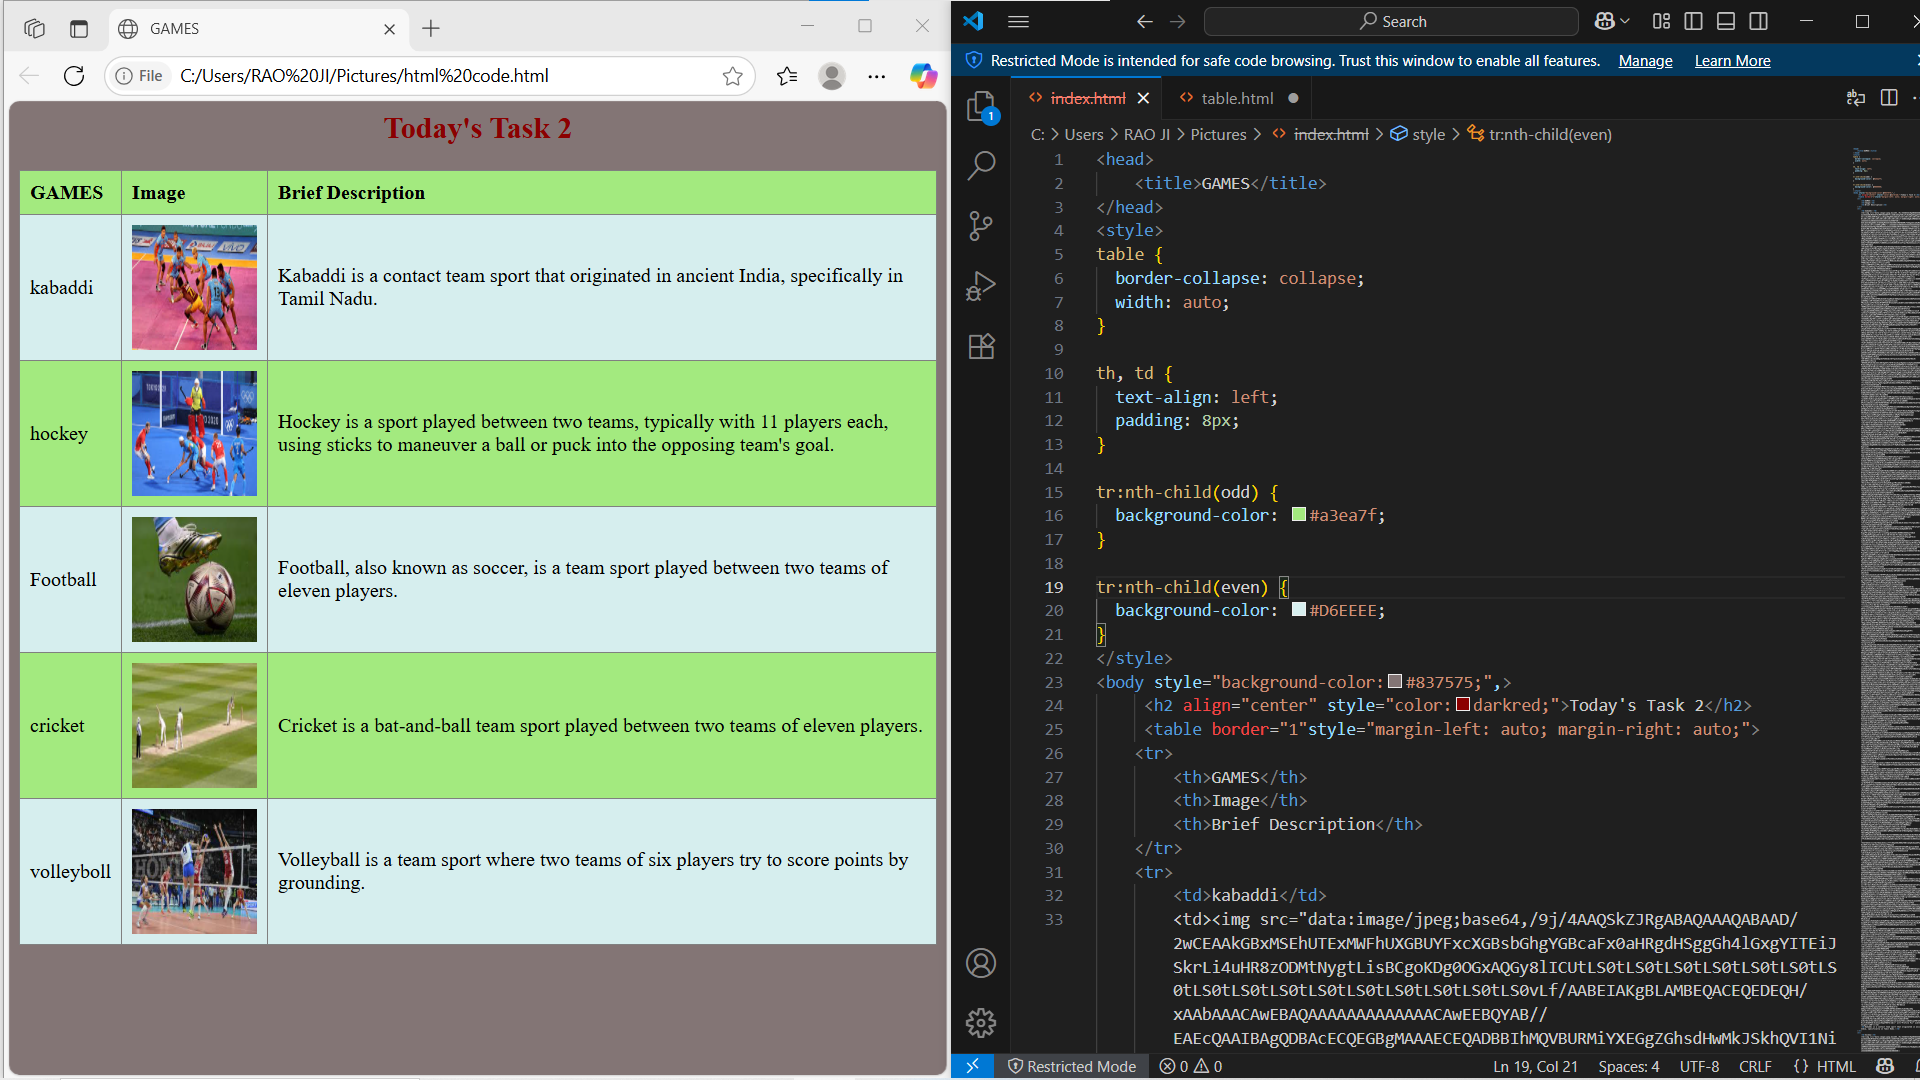 GAMES
File
C:/Users/RAO%20JI/Pictures/html%20code.html
Today's Task 2
GAMES Image Brief Description
kabaddi
Kabaddi is a contact team sport that originated in ancient India, specifically in
Tamil Nadu.
hockey
Hockey is a sport played between two teams, typically with 11 players each,
using sticks to maneuver a ball or puck into the opposing team's goal.
Football
Football, also known as soccer, is a team sport played between two teams of
eleven players.
cricket
Cricket is a bat-and-ball team sport played between two teams of eleven players.
volleyboll
Volleyball is a team sport where two teams of six players try to score points by
grounding.
Search
Restricted Mode is intended for safe code browsing. Trust this window to enable all features. Manage Learn More
index.html table.html
C: > Users > RAO JI > Pictures > index.html > style > tr:nth-child(even)
1 <head>
2 <title>GAMES</title>
3 </head>
4 <style>
5 table {
6 border-collapse: collapse;
7 width: auto;
8 }
9
10 th, td {
11 text-align: left;
12 padding: 8px;
13 }
14
15 tr:nth-child(odd) {
16 background-color: #a3ea7f;
17 }
18
19 tr:nth-child(even) {
20 background-color: #D6EEEE;
21 }
22 </style>
23 <body style="background-color: #837575;",>
24 <h2 align="center" style="color: darkred;">Today's Task 2</h2>
25 <table border="1"style="margin-left: auto; margin-right: auto;">
26 <tr>
27 <th>GAMES</th>
28 <th>Image</th>
29 <th>Brief Description</th>
30 </tr>
31 <tr>
32 <td>kabaddi</td>
33 <td><img src="data:image/jpeg;base64,/9j/4AAQSkZJRgABAQAAAQABAAD/
2wCEAAkGBxMSEhUTExMWFhUXGBUYFxcXGBsbGhgYGBcaFx0aHRgdHSggGh4lGxgYITEiJ
SkrLi4uHR8zODMtNygtLisBCgoKDg0OGxAQGy8lICUtLS0tLS0tLS0tLS0tLS0tLS0tLS
0tLS0tLS0tLS0tLS0tLS0tLS0tLS0tLS0vLf/AABEIAKgBLAMBEQACEQEDEQH/
xAAbAAACAwEBAQAAAAAAAAAAAAACAwEEBQYAB//
EAEcQAAIBAgQDBAcECQEGBgMAAAECEQADBBIhMQVBURMiYXEGgZGhsdHwMkJSkhQVI1Ni
1
Restricted Mode 0 0 Ln 19, Col 21 Spaces: 4 UTF-8 CRLF {} HTML